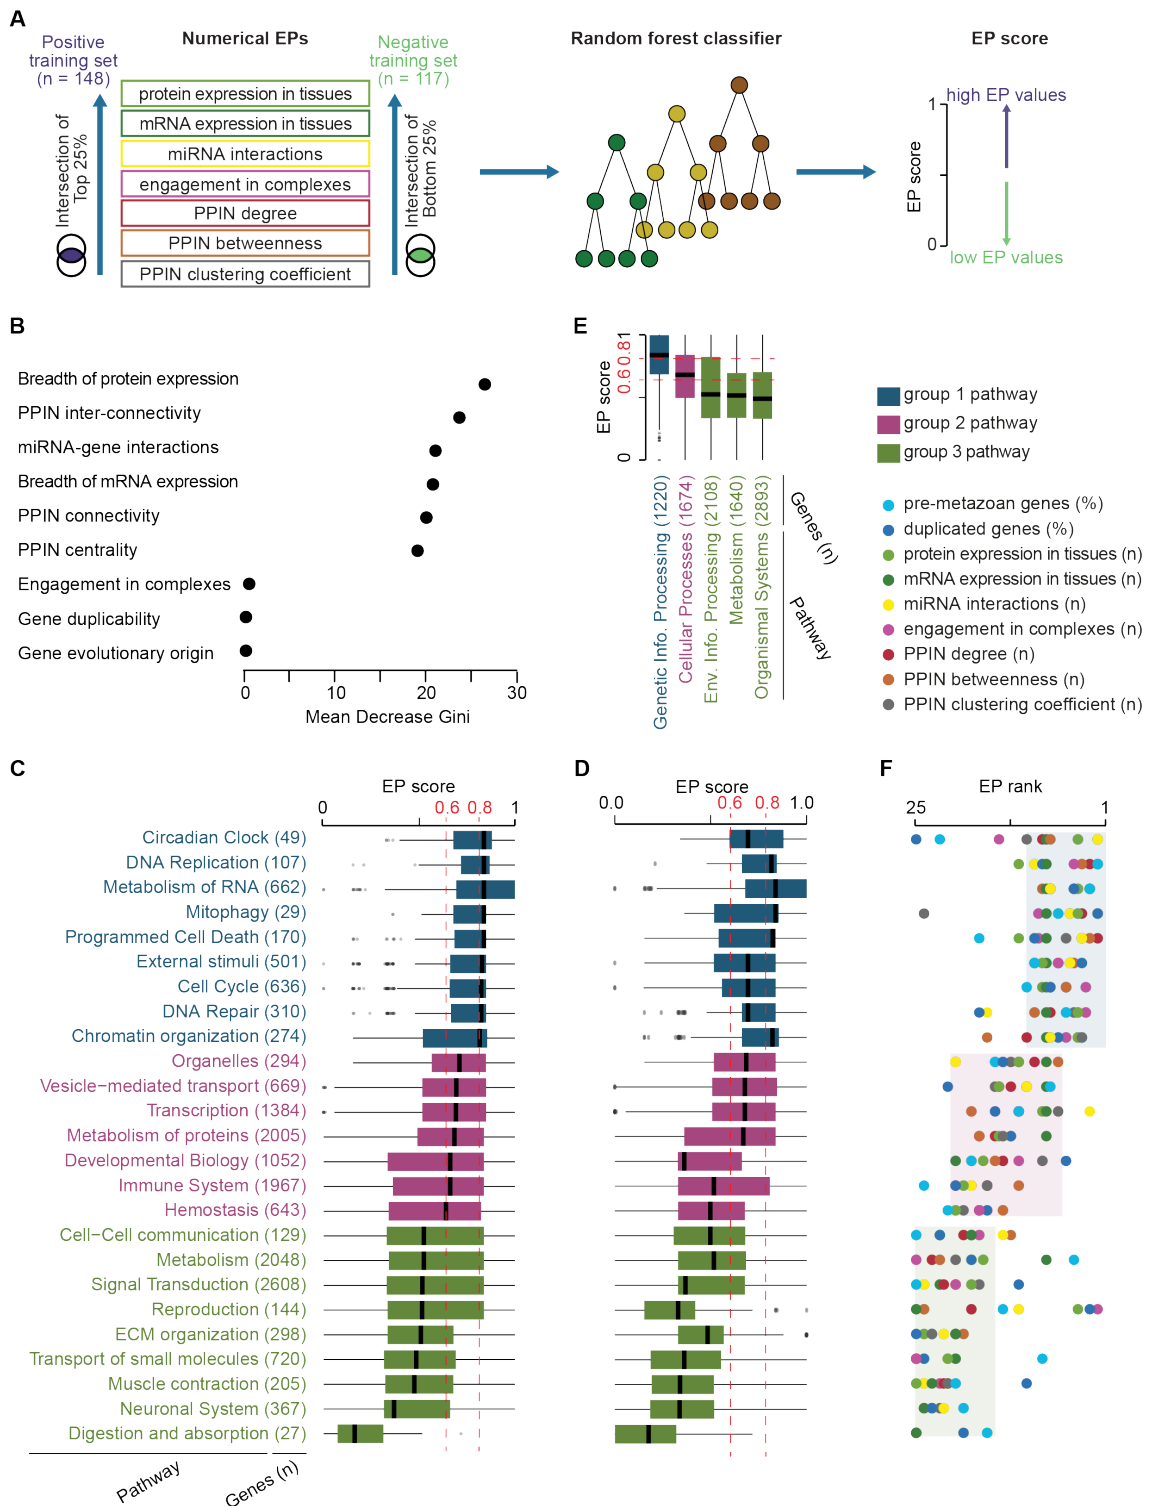 A
Positive
training set
(n = 148)
Numerical EPs
Negative
training set
(n = 117)
Random forest classifier
EP score
Intersection of
Top 25%
protein expression in tissues
mRNA expression in tissues
miRNA interactions
engagement in complexes
PPIN degree
PPIN betweenness
PPIN clustering coefficient
Intersection of
Bottom 25%
high EP values
1
EP score
0
low EP values
B
Breadth of protein expression
PPIN inter-connectivity
miRNA-gene interactions
Breadth of mRNA expression
PPIN connectivity
PPIN centrality
Engagement in complexes
Gene duplicability
Gene evolutionary origin
0 10 20 30
Mean Decrease Gini
E
EP score
0 0.6 0.8 1
Genetic Info. Processing (1220)
Cellular Processes (1674)
Env. Info. Processing (2108)
Metabolism (1640)
Organismal Systems (2893)
Genes (n)
Pathway
group 1 pathway
group 2 pathway
group 3 pathway
pre-metazoan genes (%)
duplicated genes (%)
protein expression in tissues (n)
mRNA expression in tissues (n)
miRNA interactions (n)
engagement in complexes (n)
PPIN degree (n)
PPIN betweenness (n)
PPIN clustering coefficient (n)
C
EP score
0 0.6 0.8 1
D
EP score
0.0 0.6 0.8 1.0
F
EP rank
25 1
Circadian Clock (49)
DNA Replication (107)
Metabolism of RNA (662)
Mitophagy (29)
Programmed Cell Death (170)
External stimuli (501)
Cell Cycle (636)
DNA Repair (310)
Chromatin organization (274)
Organelles (294)
Vesicle−mediated transport (669)
Transcription (1384)
Metabolism of proteins (2005)
Developmental Biology (1052)
Immune System (1967)
Hemostasis (643)
Cell−Cell communication (129)
Metabolism (2048)
Signal Transduction (2608)
Reproduction (144)
ECM organization (298)
Transport of small molecules (720)
Muscle contraction (205)
Neuronal System (367)
Digestion and absorption (27)
Pathway
Genes (n)